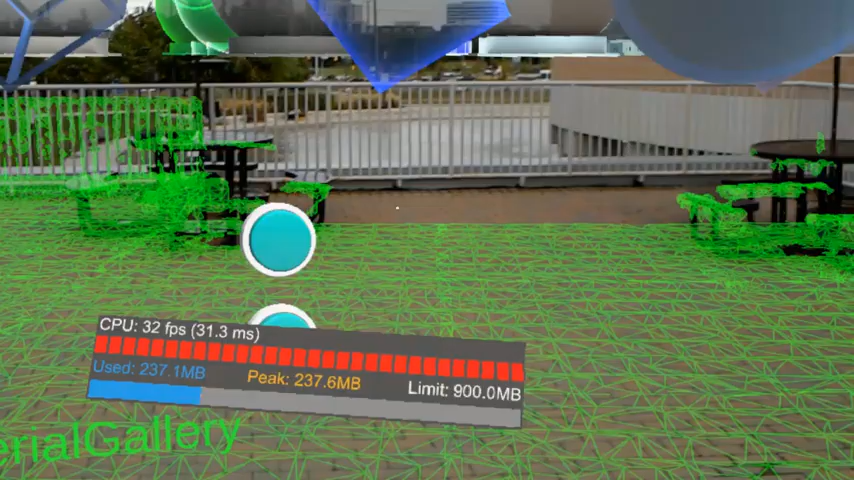 CPU: 32 fps (31.3 ms)
Used: 237.1MB Peak: 237.6MB Limit: 900.0MB
erialGallery